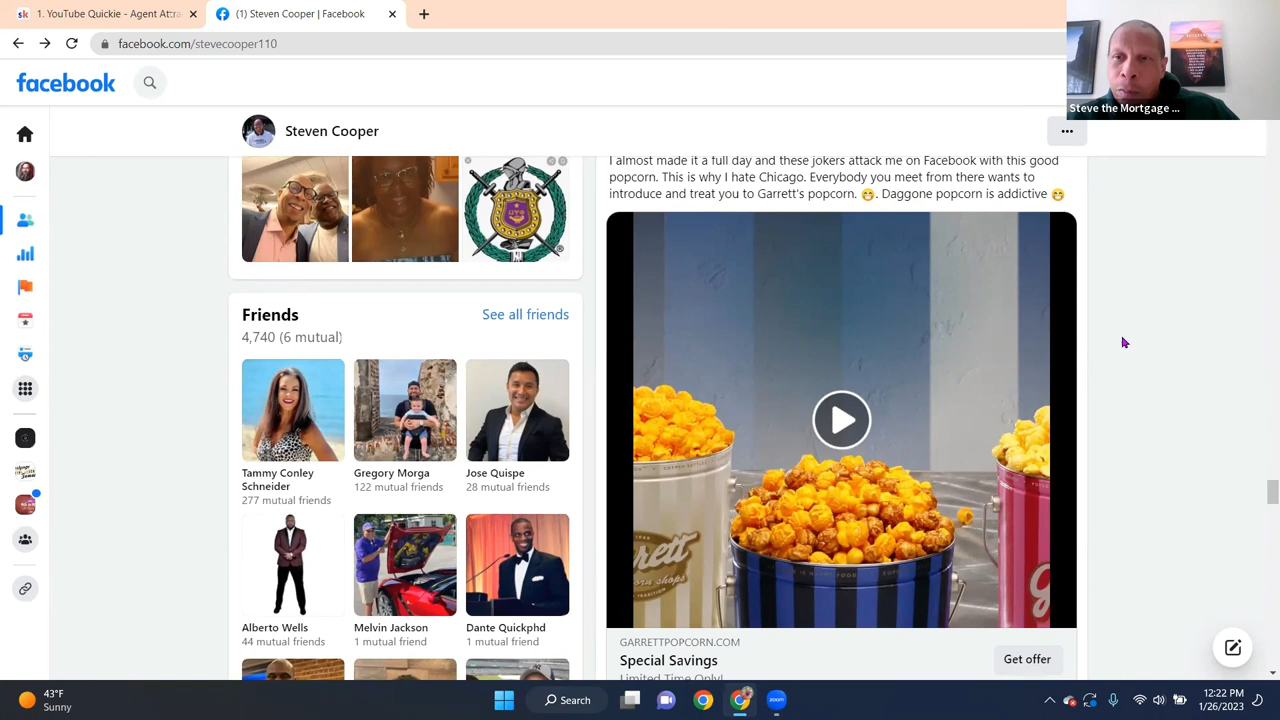 1. YouTube Quickie - Agent Attra
(1) Steven Cooper | Facebook
facebook.com/stevecooper110
facebook
Steve the Mortgage ...
Steven Cooper
I almost made it a full day and these jokers attack me on Facebook with this good
popcorn. This is why I hate Chicago. Everybody you meet from there wants to
introduce and treat you to Garrett's popcorn. 😁. Daggone popcorn is addictive 😁
Friends
See all friends
4,740 (6 mutual)
Tammy Conley
Schneider
277 mutual friends
Gregory Morga
122 mutual friends
Jose Quispe
28 mutual friends
Alberto Wells
44 mutual friends
Melvin Jackson
1 mutual friend
Dante Quickphd
1 mutual friend
GARRETTPOPCORN.COM
Special Savings
Get offer
Limited Time Only!
43°F
Sunny
Search
12:22 PM
1/26/2023